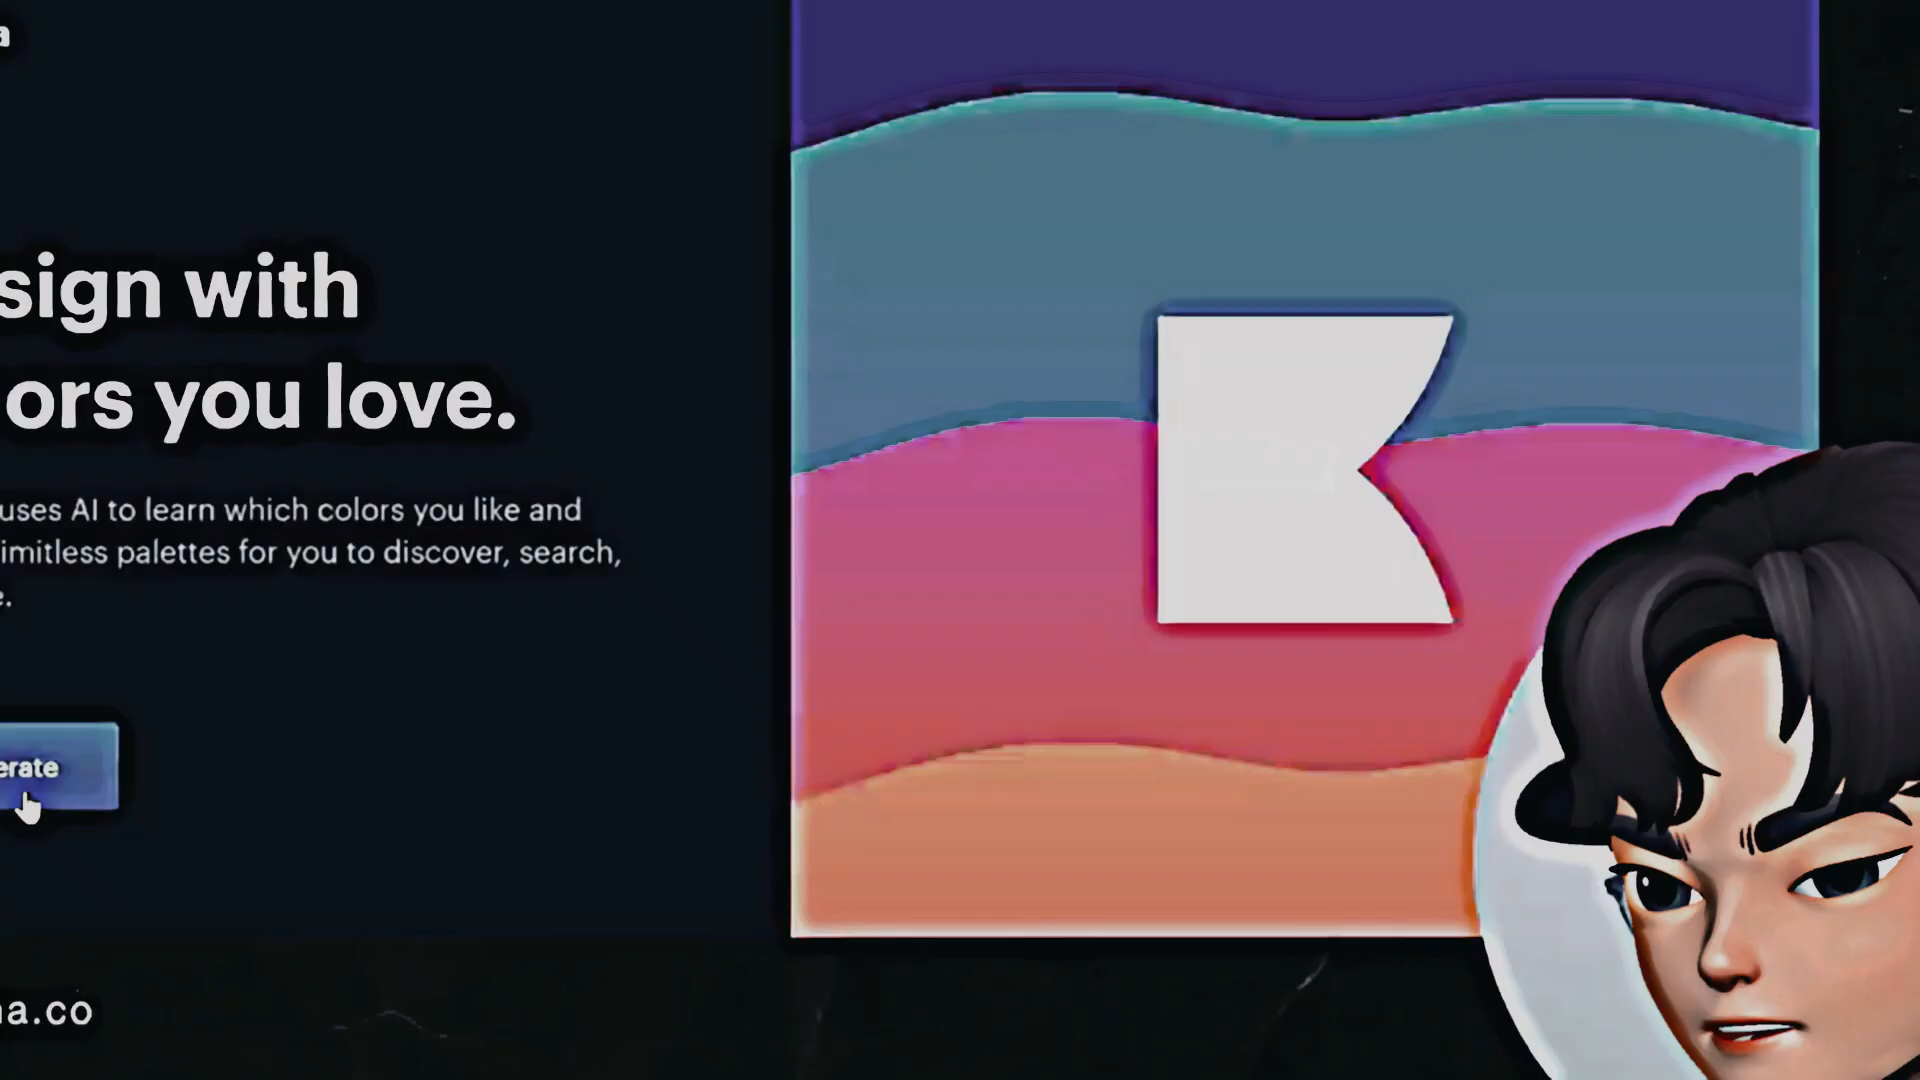 a
sign with
ors you love.
uses AI to learn which colors you like and
imitless palettes for you to discover, search,
e.
erate
na.co